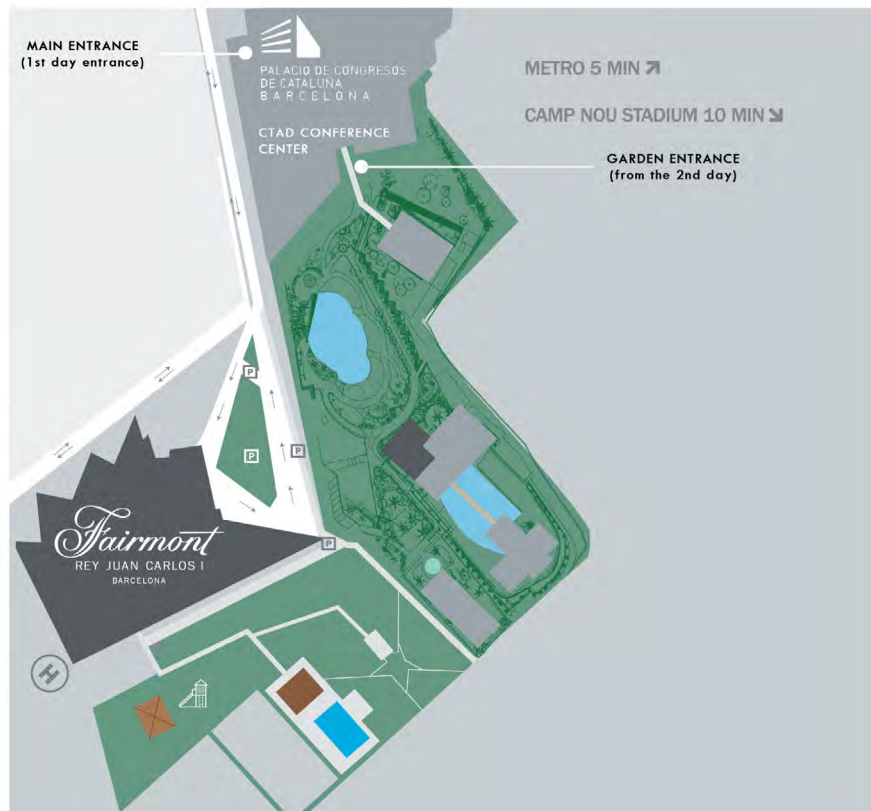 MAIN ENTRANCE
(1st day entrance)
PALACIO DE CONGRESOS
DE CATALUNA
BARCELONA
METRO 5 MIN ↗
CAMP NOU STADIUM 10 MIN ↘
CTAD CONFERENCE
CENTER
GARDEN ENTRANCE
(from the 2nd day)
P
P
P
P
Fairmont
REY JUAN CARLOS I
BARCELONA
H